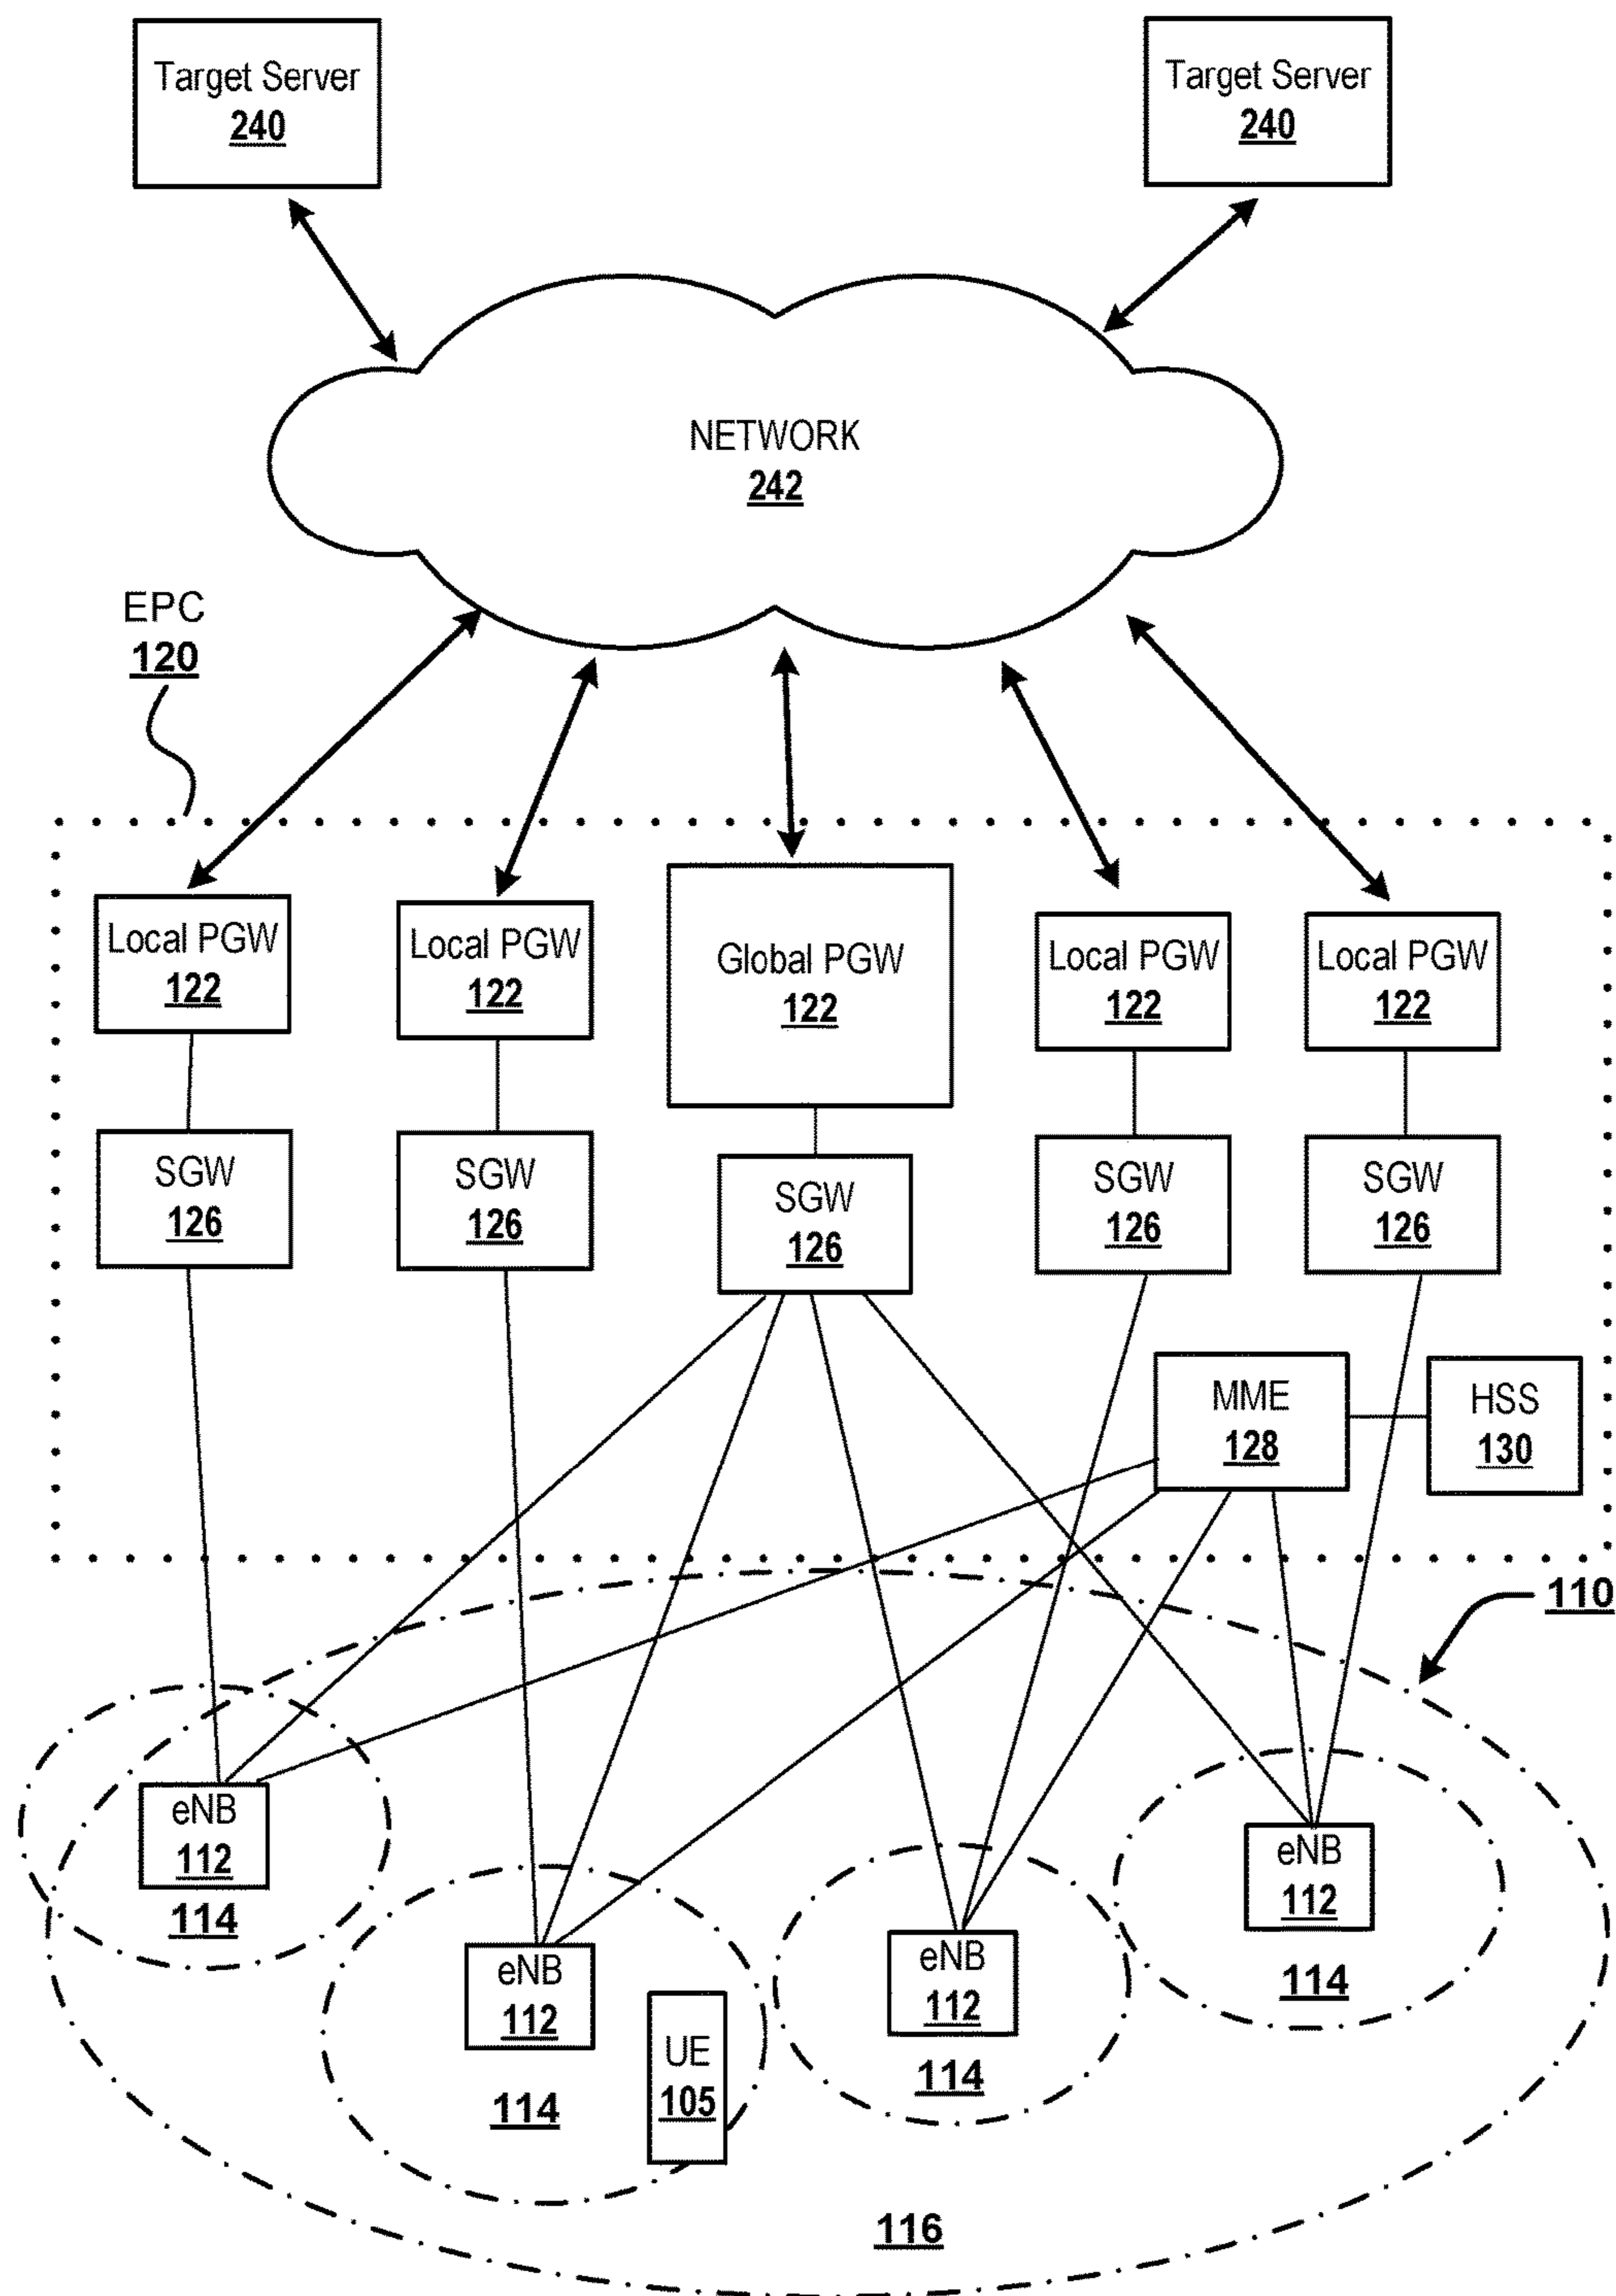 Target Server
240
Target Server
240
NETWORK
242
EPC
120
Local PGW
122
Local PGW
122
Global PGW
122
Local PGW
122
Local PGW
122
SGW
126
SGW
126
SGW
126
SGW
126
SGW
126
MME
128
HSS
130
110
eNB
112
114
eNB
112
114
UE
105
eNB
112
114
eNB
112
114
116